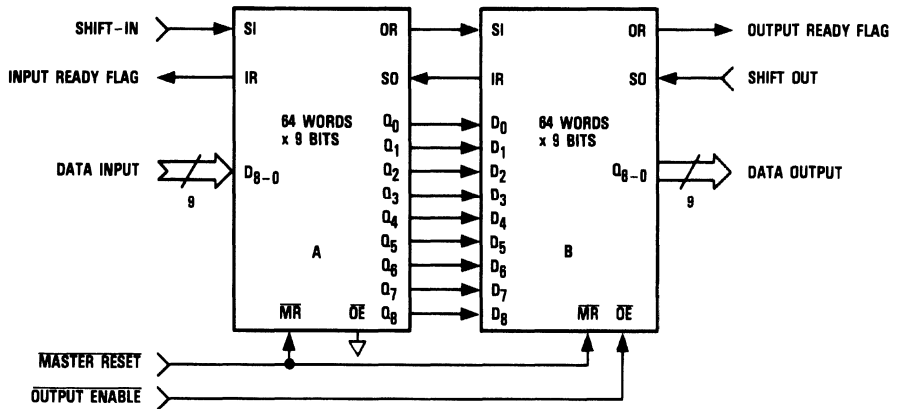 SHIFT-IN SI OR SI OR OUTPUT READY FLAG
INPUT READY FLAG IR SO IR SO SHIFT OUT
64 WORDS x 9 BITS
64 WORDS x 9 BITS
Q0 D0
Q1 D1
DATA INPUT 9 D8-0 Q2 D2 Q8-0 9 DATA OUTPUT
Q3 D3
Q4 D4
Q5 D5
A B
Q6 D6
Q7 D7
Q8 D8
MR OE MR OE
MASTER RESET
OUTPUT ENABLE